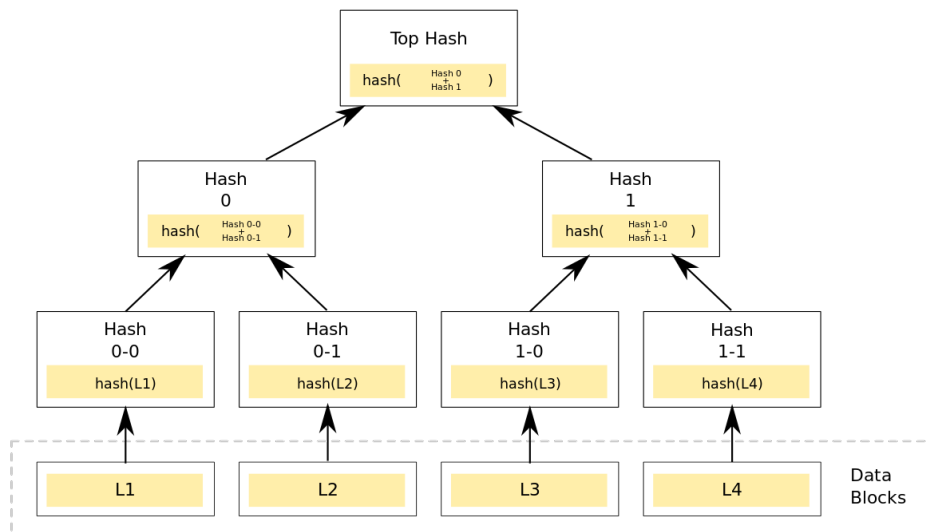 Top Hash
hash( Hash 0 + Hash 1 )
Hash
0
hash( Hash 0-0 + Hash 0-1 )
Hash
1
hash( Hash 1-0 + Hash 1-1 )
Hash
0-0
hash(L1)
Hash
0-1
hash(L2)
Hash
1-0
hash(L3)
Hash
1-1
hash(L4)
L1
L2
L3
L4
Data
Blocks